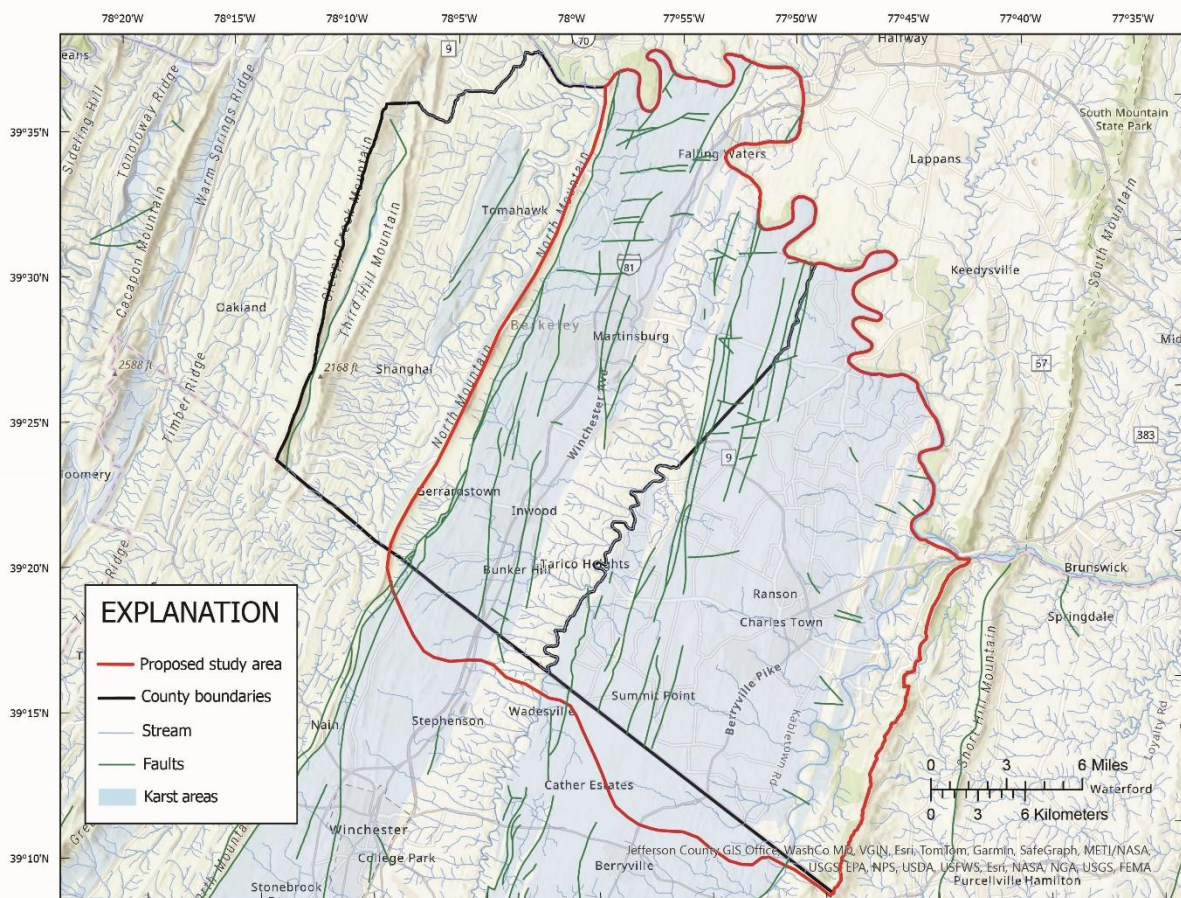 78°20'W 78°15'W 78°10'W 78°5'W 78°0'W 77°55'W 77°50'W 77°45'W 77°40'W 77°35'W
70
Halfway
9
39°35'N
Sideling Hill
Tonoloway Ridge
Warm Springs Ridge
South Mountain
State Park
Falling Waters
Lappans
Sleepy Creek Mountain
Tomahawk
North Mountain
Third Hill Mountain
Cacapon Mountain
South Mountain
39°30'N
81
Keedysville
Oakland
Berkeley
Martinsburg
67
2588 ft
2168 ft
Shanghai
Timber Ridge
North Mountain
Winchester Ave
39°25'N
9
383
Gerrardstown
Inwood
39°20'N
Bunker Hill
Tarico Heights
Brunswick
Ranson
Springdale
Charles Town
EXPLANATION
Proposed study area
County boundaries
Stream
Faults
Karst areas
Summit Point
Berryville Pike
Kabletown Rd
Short Hill Mountain
Loyalty Rd
39°15'N
Nain
Stephenson
Wadesville
Cather Estates
0 3 6 Miles
Waterford
0 3 6 Kilometers
Winchester
College Park
39°10'N
Berryville
Stonebrook
Jefferson County GIS Office, WashCo MD, VGIN, Esri, TomTom, Garmin, SafeGraph, METI/NASA,
USGS, EPA, NPS, USDA, USFWS, Esri, NASA, NGA, USGS, FEMA
Purcellville Hamilton